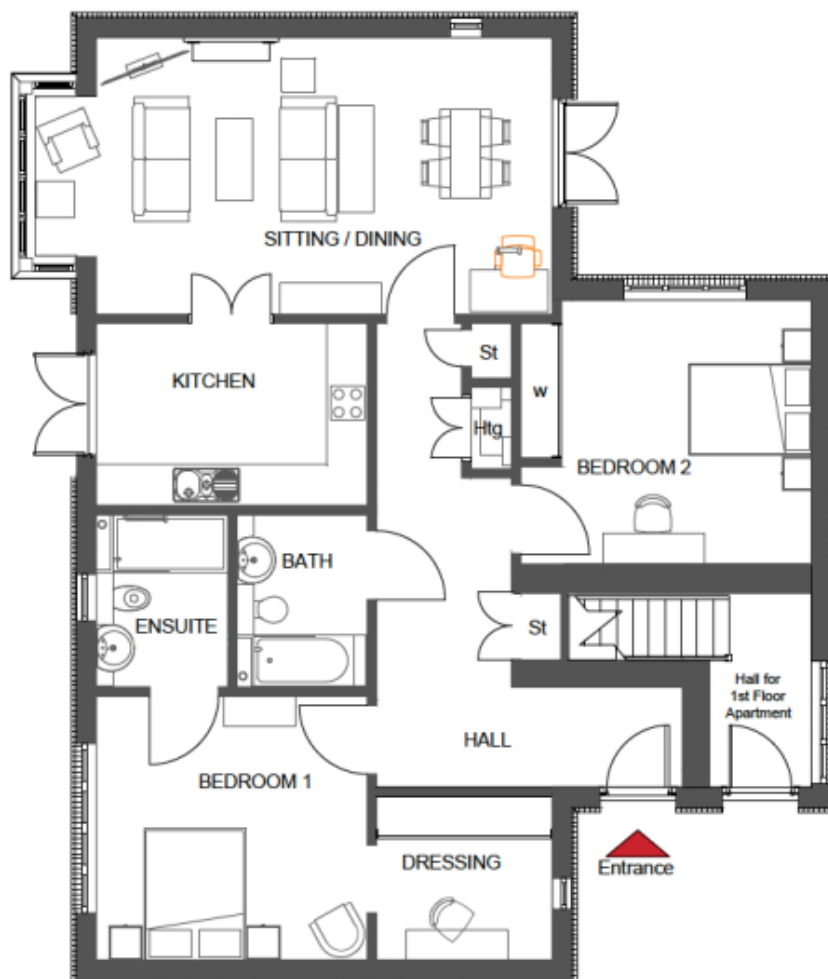 SITTING / DINING
KITCHEN
St
Htg
w
BEDROOM 2
BATH
ENSUITE
St
Hall for
1st Floor
Apartment
HALL
BEDROOM 1
DRESSING
Entrance